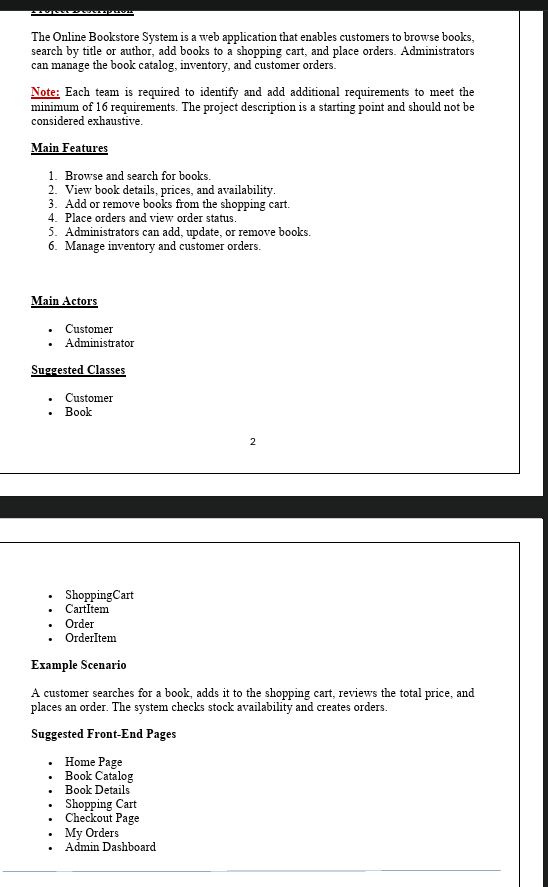 Project Description
The Online Bookstore System is a web application that enables customers to browse books,
search by title or author, add books to a shopping cart, and place orders. Administrators
can manage the book catalog, inventory, and customer orders.
Note: Each team is required to identify and add additional requirements to meet the
minimum of 16 requirements. The project description is a starting point and should not be
considered exhaustive.
Main Features
1. Browse and search for books.
2. View book details, prices, and availability.
3. Add or remove books from the shopping cart.
4. Place orders and view order status.
5. Administrators can add, update, or remove books.
6. Manage inventory and customer orders.
Main Actors
• Customer
• Administrator
Suggested Classes
• Customer
• Book
2
• ShoppingCart
• CartItem
• Order
• OrderItem
Example Scenario
A customer searches for a book, adds it to the shopping cart, reviews the total price, and
places an order. The system checks stock availability and creates orders.
Suggested Front-End Pages
• Home Page
• Book Catalog
• Book Details
• Shopping Cart
• Checkout Page
• My Orders
• Admin Dashboard